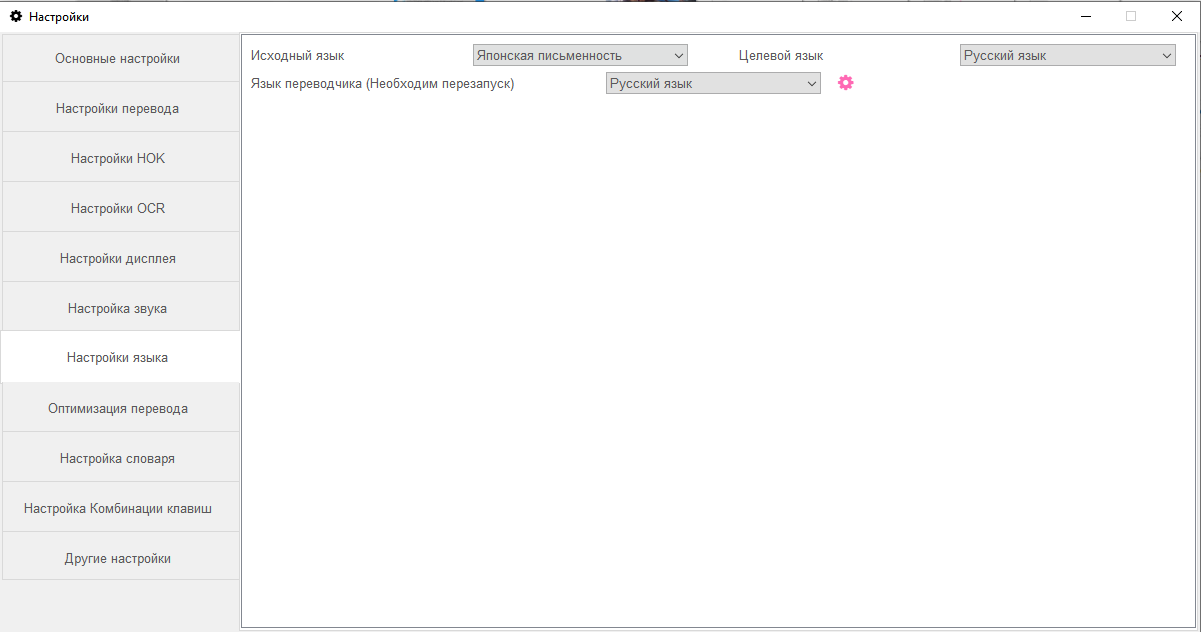 Настройки
Основные настройки
Настройки перевода
Настройки НОК
Настройки OCR
Настройки дисплея
Настройка звука
Настройки языка
Оптимизация перевода
Настройка словаря
Настройка Комбинации клавиш
Другие настройки
Исходный язык Японская письменность Целевой язык Русский язык
Язык переводчика (Необходим перезапуск) Русский язык